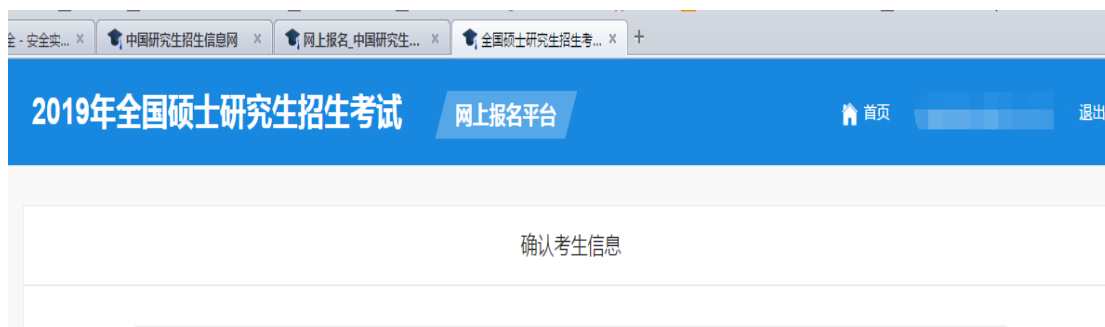 全 - 安全实... × 中国研究生招生信息网 × 网上报名_中国研究生... × 全国硕士研究生招生考... × +
2019年全国硕士研究生招生考试 网上报名平台 首页 退出
确认考生信息